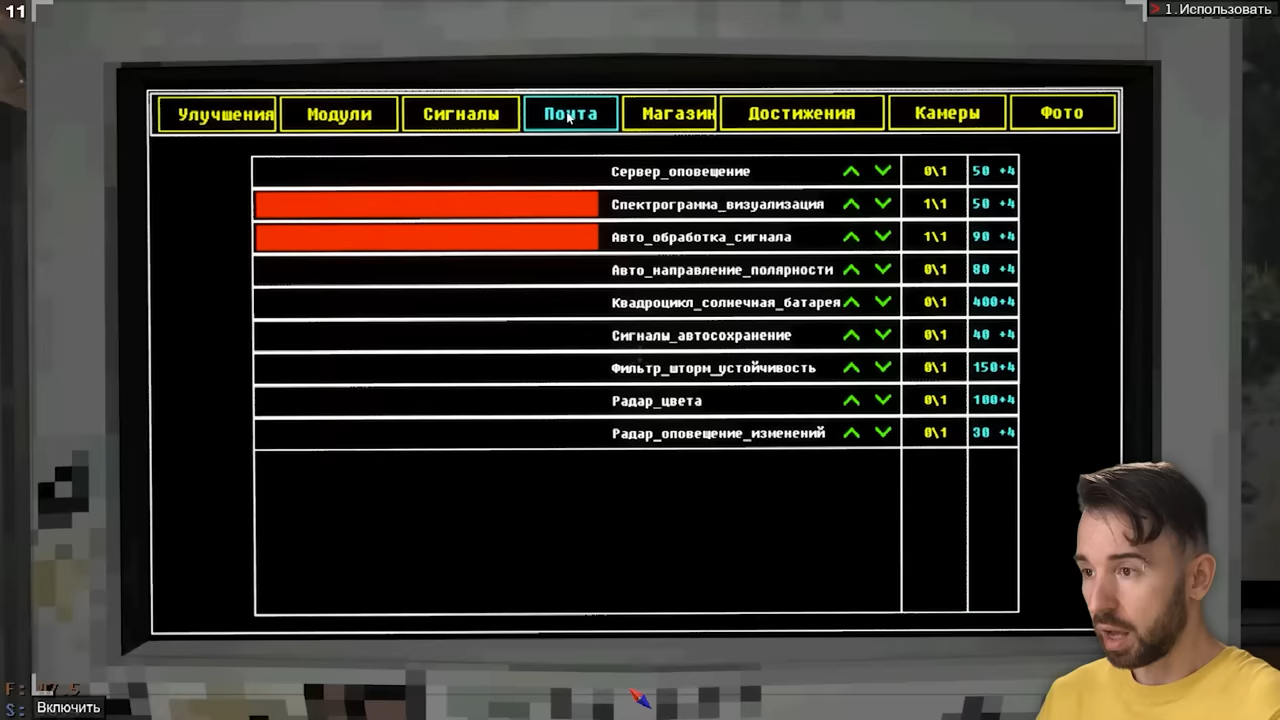 11
> 1.Использовать
Улучшения Модули Сигналы Почта Магазин Достижения Камеры Фото
Сервер_оповещение 0\1 50 +4
Спектрограмма_визуализация 1\1 50 +4
Авто_обработка_сигнала 1\1 90 +4
Авто_направление_полярности 0\1 80 +4
Квадроцикл_солнечная_батарея 0\1 400+4
Сигналы_автосохранение 0\1 40 +4
Фильтр_шторм_устойчивость 0\1 150+4
Радар_цвета 0\1 100+4
Радар_оповещение_изменений 0\1 30 +4
S: Включить